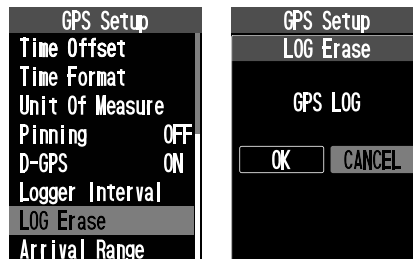 GPS Setup
Time Offset
Time Format
Unit Of Measure
Pinning OFF
D-GPS ON
Logger Interval
LOG Erase
Arrival Range
GPS Setup
LOG Erase
GPS LOG
OK CANCEL